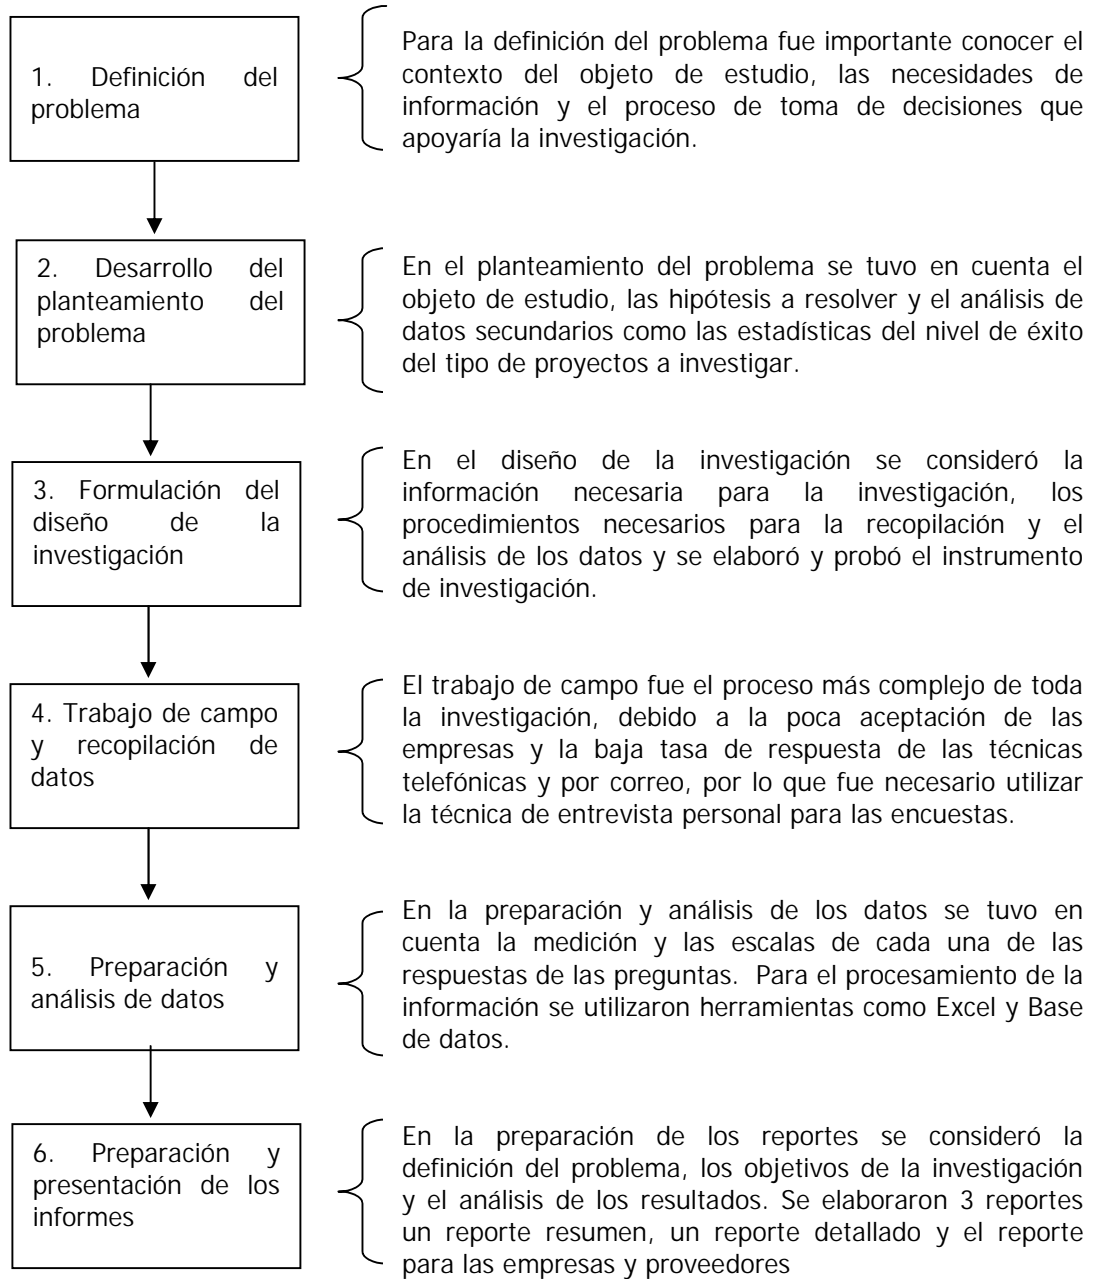 1. Definición del
problema
Para la definición del problema fue importante conocer el
contexto del objeto de estudio, las necesidades de
información y el proceso de toma de decisiones que
apoyaría la investigación.
2. Desarrollo del
planteamiento del
problema
En el planteamiento del problema se tuvo en cuenta el
objeto de estudio, las hipótesis a resolver y el análisis de
datos secundarios como las estadísticas del nivel de éxito
del tipo de proyectos a investigar.
3. Formulación del
diseño de la
investigación
En el diseño de la investigación se consideró la
información necesaria para la investigación, los
procedimientos necesarios para la recopilación y el
análisis de los datos y se elaboró y probó el instrumento
de investigación.
4. Trabajo de campo
y recopilación de
datos
El trabajo de campo fue el proceso más complejo de toda
la investigación, debido a la poca aceptación de las
empresas y la baja tasa de respuesta de las técnicas
telefónicas y por correo, por lo que fue necesario utilizar
la técnica de entrevista personal para las encuestas.
5. Preparación y
análisis de datos
En la preparación y análisis de los datos se tuvo en
cuenta la medición y las escalas de cada una de las
respuestas de las preguntas. Para el procesamiento de la
información se utilizaron herramientas como Excel y Base
de datos.
6. Preparación y
presentación de los
informes
En la preparación de los reportes se consideró la
definición del problema, los objetivos de la investigación
y el análisis de los resultados. Se elaboraron 3 reportes
un reporte resumen, un reporte detallado y el reporte
para las empresas y proveedores